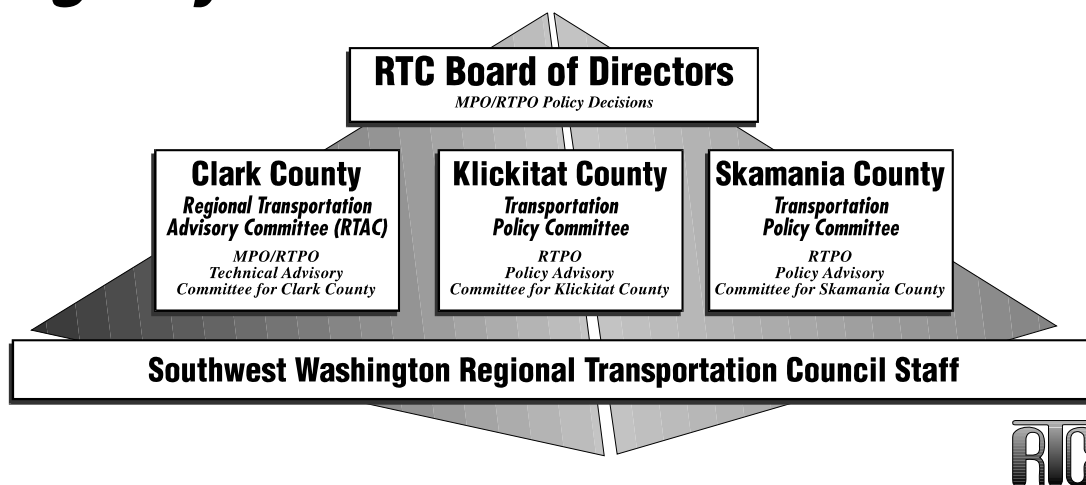 RTC Board of Directors
MPO/RTPO Policy Decisions
Clark County
Regional Transportation
Advisory Committee (RTAC)
MPO/RTPO
Technical Advisory
Committee for Clark County
Klickitat County
Transportation
Policy Committee
RTPO
Policy Advisory
Committee for Klickitat County
Skamania County
Transportation
Policy Committee
RTPO
Policy Advisory
Committee for Skamania County
Southwest Washington Regional Transportation Council Staff
RTC